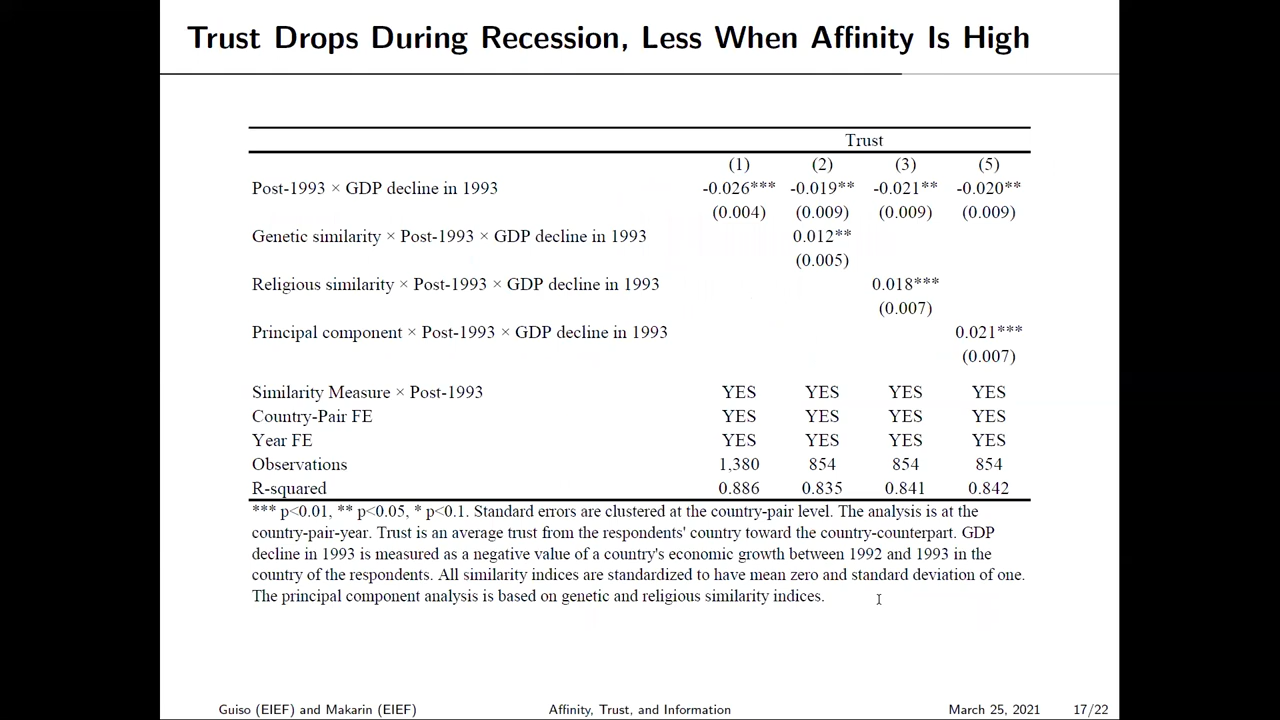 Trust Drops During Recession, Less When Affinity Is High
Trust
(1) (2) (3) (5)
Post-1993 × GDP decline in 1993 -0.026*** -0.019** -0.021** -0.020**
(0.004) (0.009) (0.009) (0.009)
Genetic similarity × Post-1993 × GDP decline in 1993 0.012**
(0.005)
Religious similarity × Post-1993 × GDP decline in 1993 0.018***
(0.007)
Principal component × Post-1993 × GDP decline in 1993 0.021***
(0.007)
Similarity Measure × Post-1993 YES YES YES YES
Country-Pair FE YES YES YES YES
Year FE YES YES YES YES
Observations 1,380 854 854 854
R-squared 0.886 0.835 0.841 0.842
*** p<0.01, ** p<0.05, * p<0.1. Standard errors are clustered at the country-pair level. The analysis is at the
country-pair-year. Trust is an average trust from the respondents' country toward the country-counterpart. GDP
decline in 1993 is measured as a negative value of a country's economic growth between 1992 and 1993 in the
country of the respondents. All similarity indices are standardized to have mean zero and standard deviation of one.
The principal component analysis is based on genetic and religious similarity indices.
Guiso (EIEF) and Makarin (EIEF) Affinity, Trust, and Information March 25, 2021 17/22